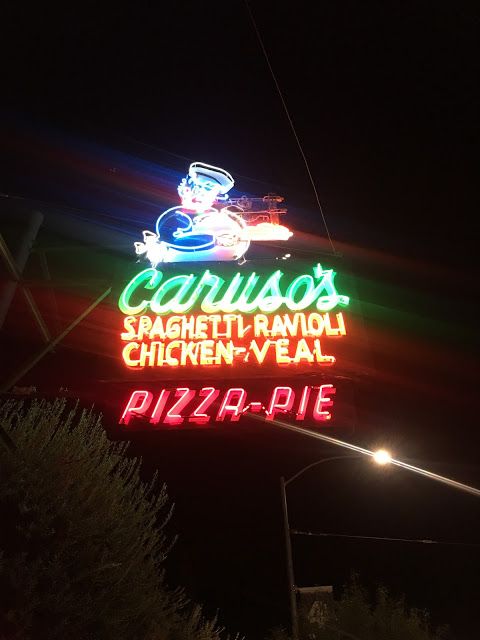 Caruso's
SPAGHETTI RAVIOLI
CHICKEN-VEAL
PIZZA-PIE